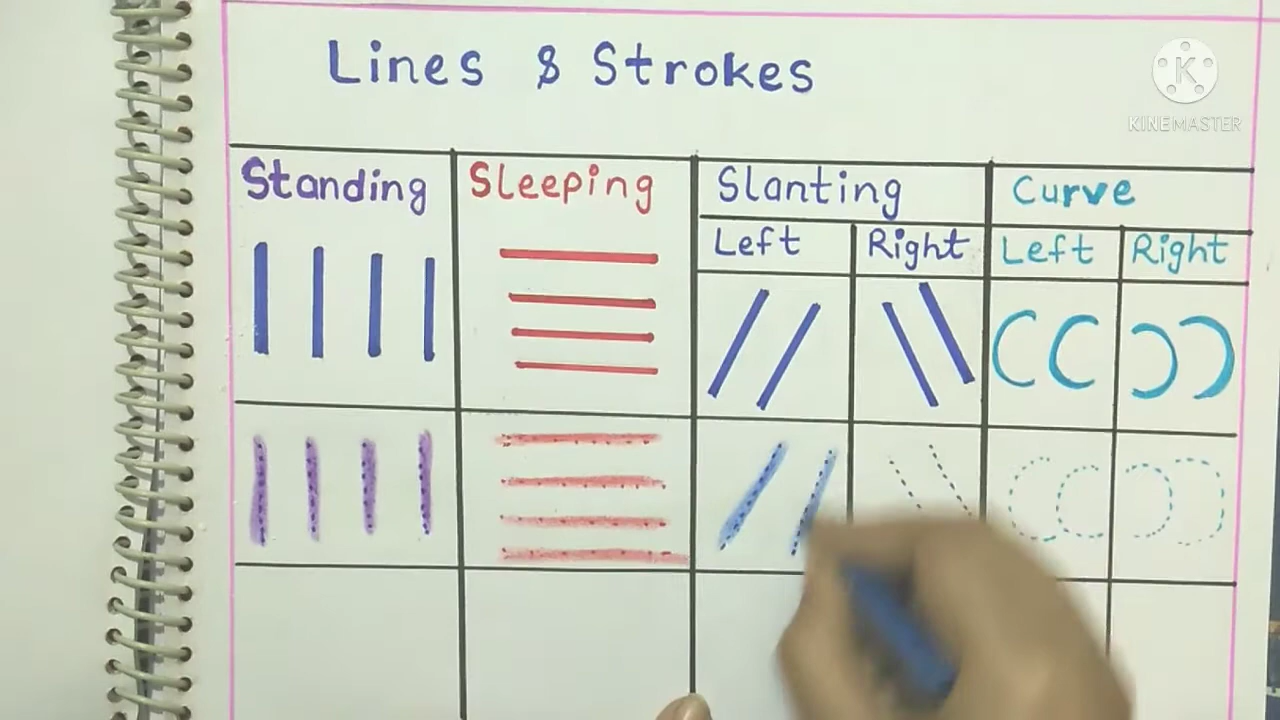 Lines & Strokes
K
KINEMASTER
Standing Sleeping Slanting Curve
Left Right Left Right